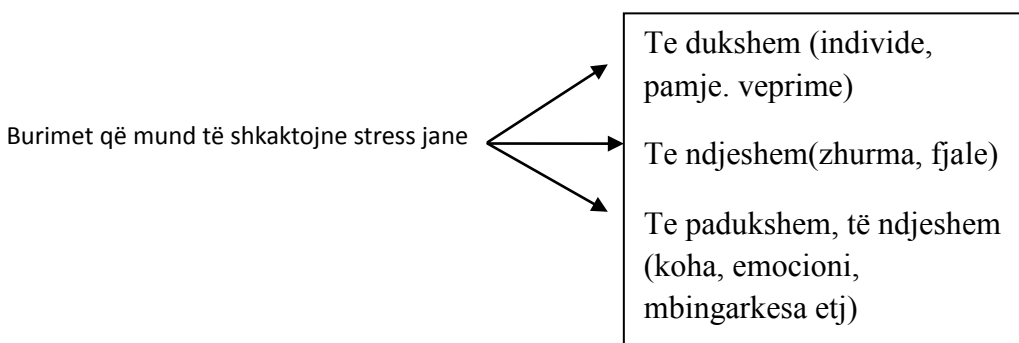 Burimet që mund të shkaktojne stress jane
Te dukshem (individe,
pamje. veprime)
Te ndjeshem(zhurma, fjale)
Te padukshem, të ndjeshem
(koha, emocioni,
mbingarkesa etj)